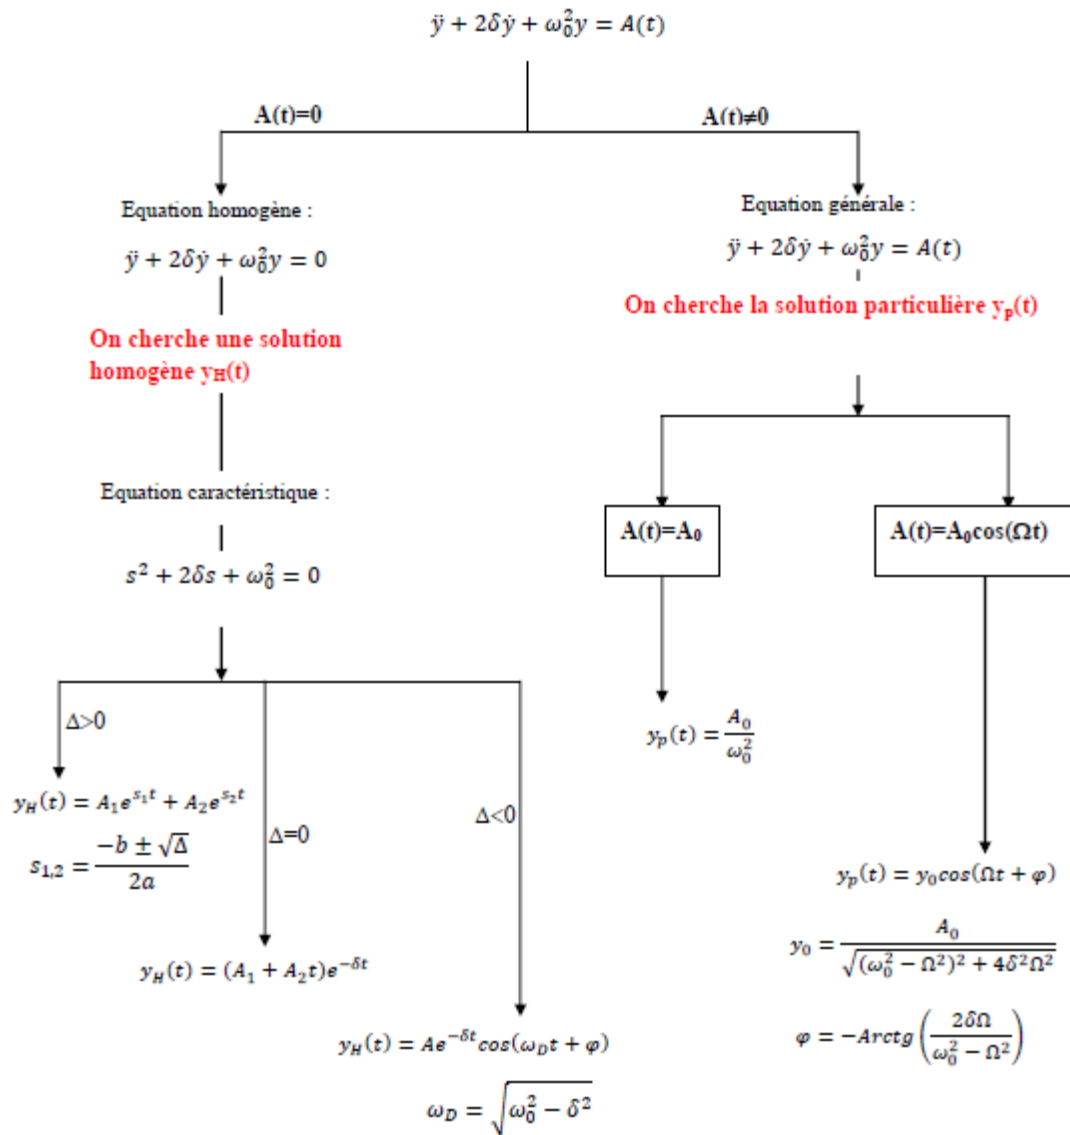 ÿ + 2δẏ + ω₀²y = A(t)
A(t)=0
A(t)≠0
Equation homogène :
ÿ + 2δẏ + ω₀²y = 0
On cherche une solution
homogène y_H(t)
Equation caractéristique :
s² + 2δs + ω₀² = 0
Δ>0
y_H(t) = A₁e^{s₁t} + A₂e^{s₂t}
s_{1,2} = (-b ± √Δ) / 2a
Δ=0
y_H(t) = (A₁ + A₂t)e^{-δt}
Δ<0
y_H(t) = Ae^{-δt}cos(ω_D t + φ)
ω_D = √(ω₀² − δ²)
Equation générale :
ÿ + 2δẏ + ω₀²y = A(t)
On cherche la solution particulière y_p(t)
A(t)=A₀
y_p(t) = A₀/ω₀²
A(t)=A₀cos(Ωt)
y_p(t) = y₀cos(Ωt + φ)
y₀ = A₀ / √((ω₀² − Ω²)² + 4δ²Ω²)
φ = −Arctg(2δΩ / (ω₀² − Ω²))